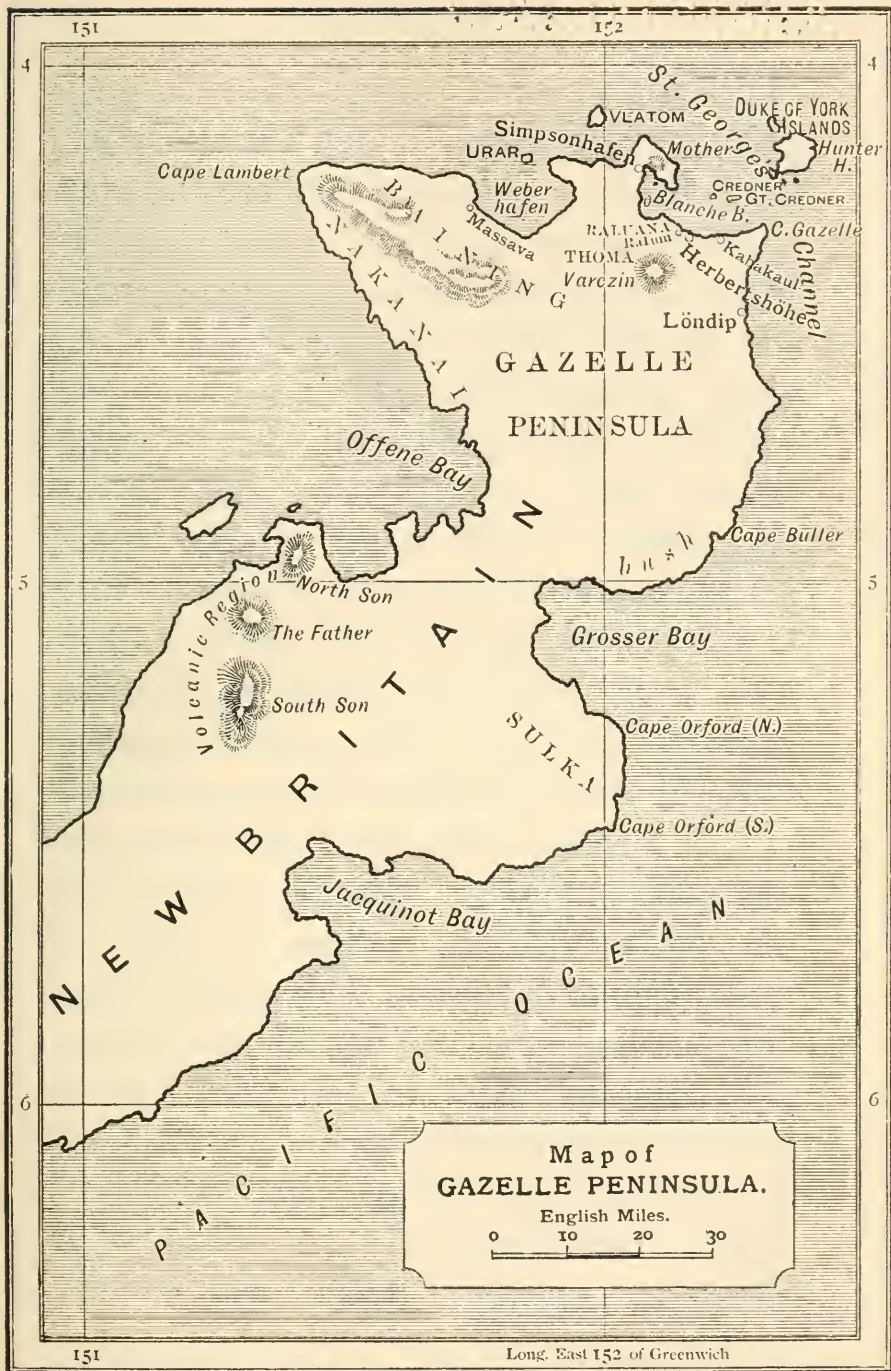 151
152
4
4
St. Georges
Channel
DUKE OF YORK
ISLANDS
VLATOM
Simpsonhafen
Mother
Hunter
H.
URAR
Cape Lambert
Weber
hafen
CREDNER
GT. CREDNER
Blanche B.
BAINING
Massava
C. Gazelle
RALUANA
Ralum
Kabakaul
THOMA
Herbertshöhe
Varczin
NAKANAI
Löndip
GAZELLE
PENINSULA
Offene Bay
bush
Cape Buller
5
5
Volcanic Region
North Son
The Father
Grosser Bay
South Son
SULKA
Cape Orford (N.)
Cape Orford (S.)
NEW BRITAIN
Jacquinot Bay
PACIFIC OCEAN
6
6
Map of
GAZELLE PENINSULA.
English Miles.
0 10 20 30
151
Long. East 152 of Greenwich